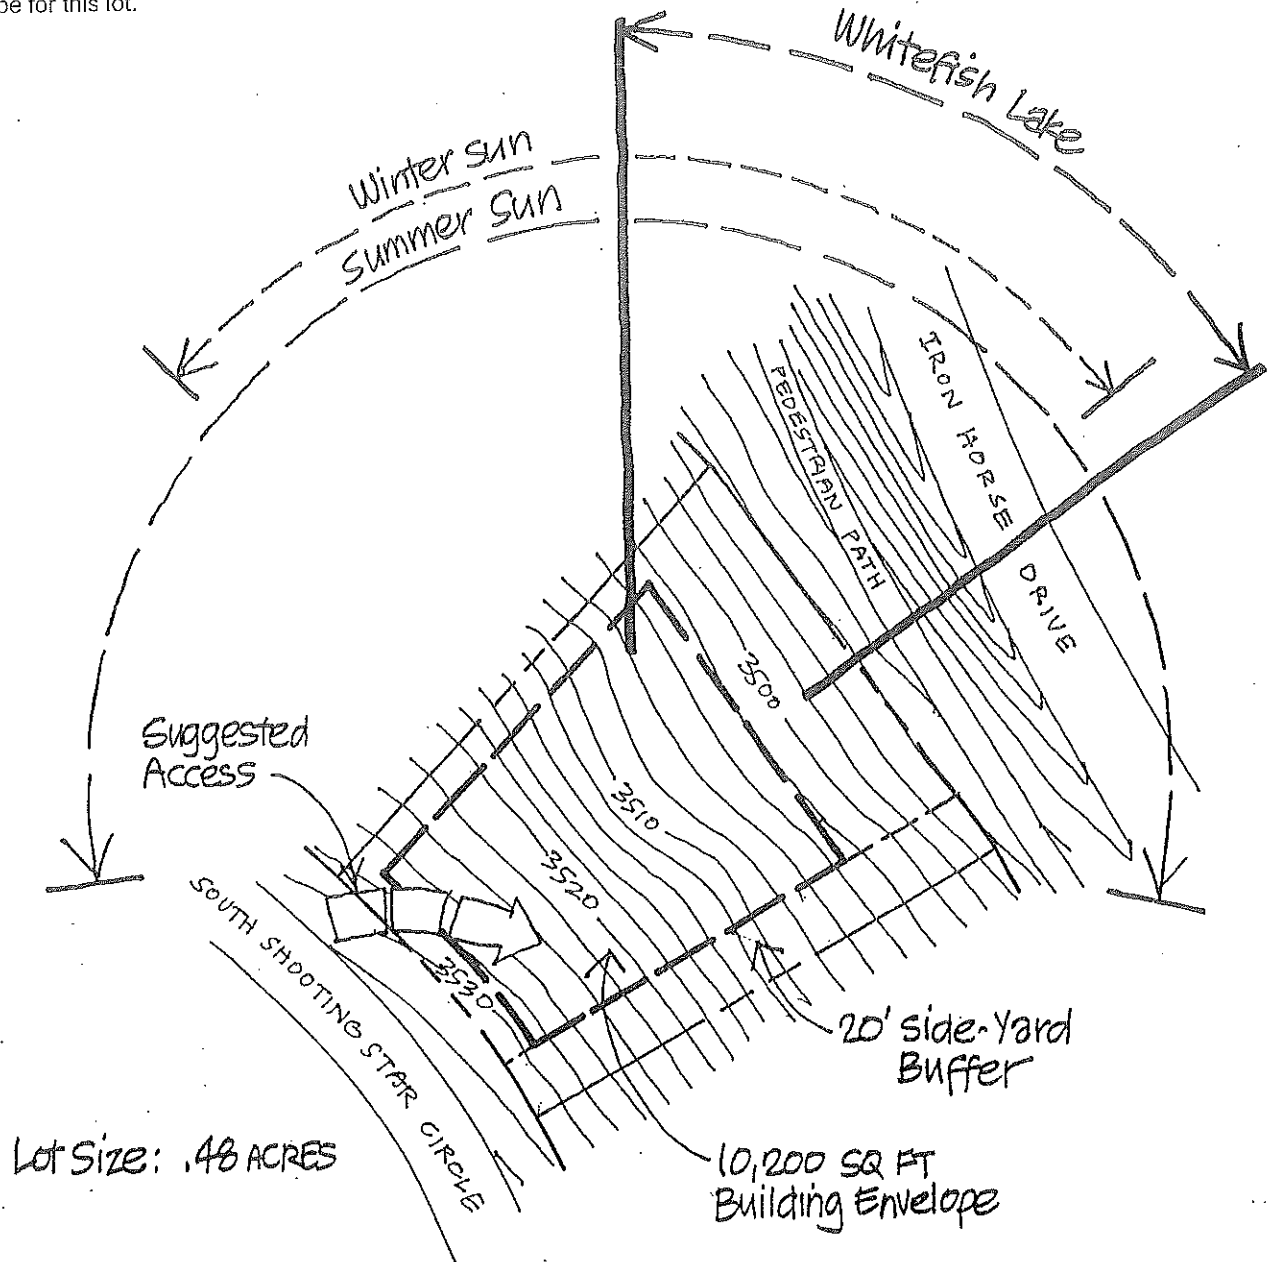 be for this lot.
Whitefish Lake
Winter Sun
Summer Sun
IRON HORSE DRIVE
PEDESTRIAN PATH
3500
Suggested
Access
3510
3520
SOUTH SHOOTING STAR CIRCLE
3530
20' Side-Yard
Buffer
Lot Size: .48 ACRES
10,200 SQ FT
Building Envelope